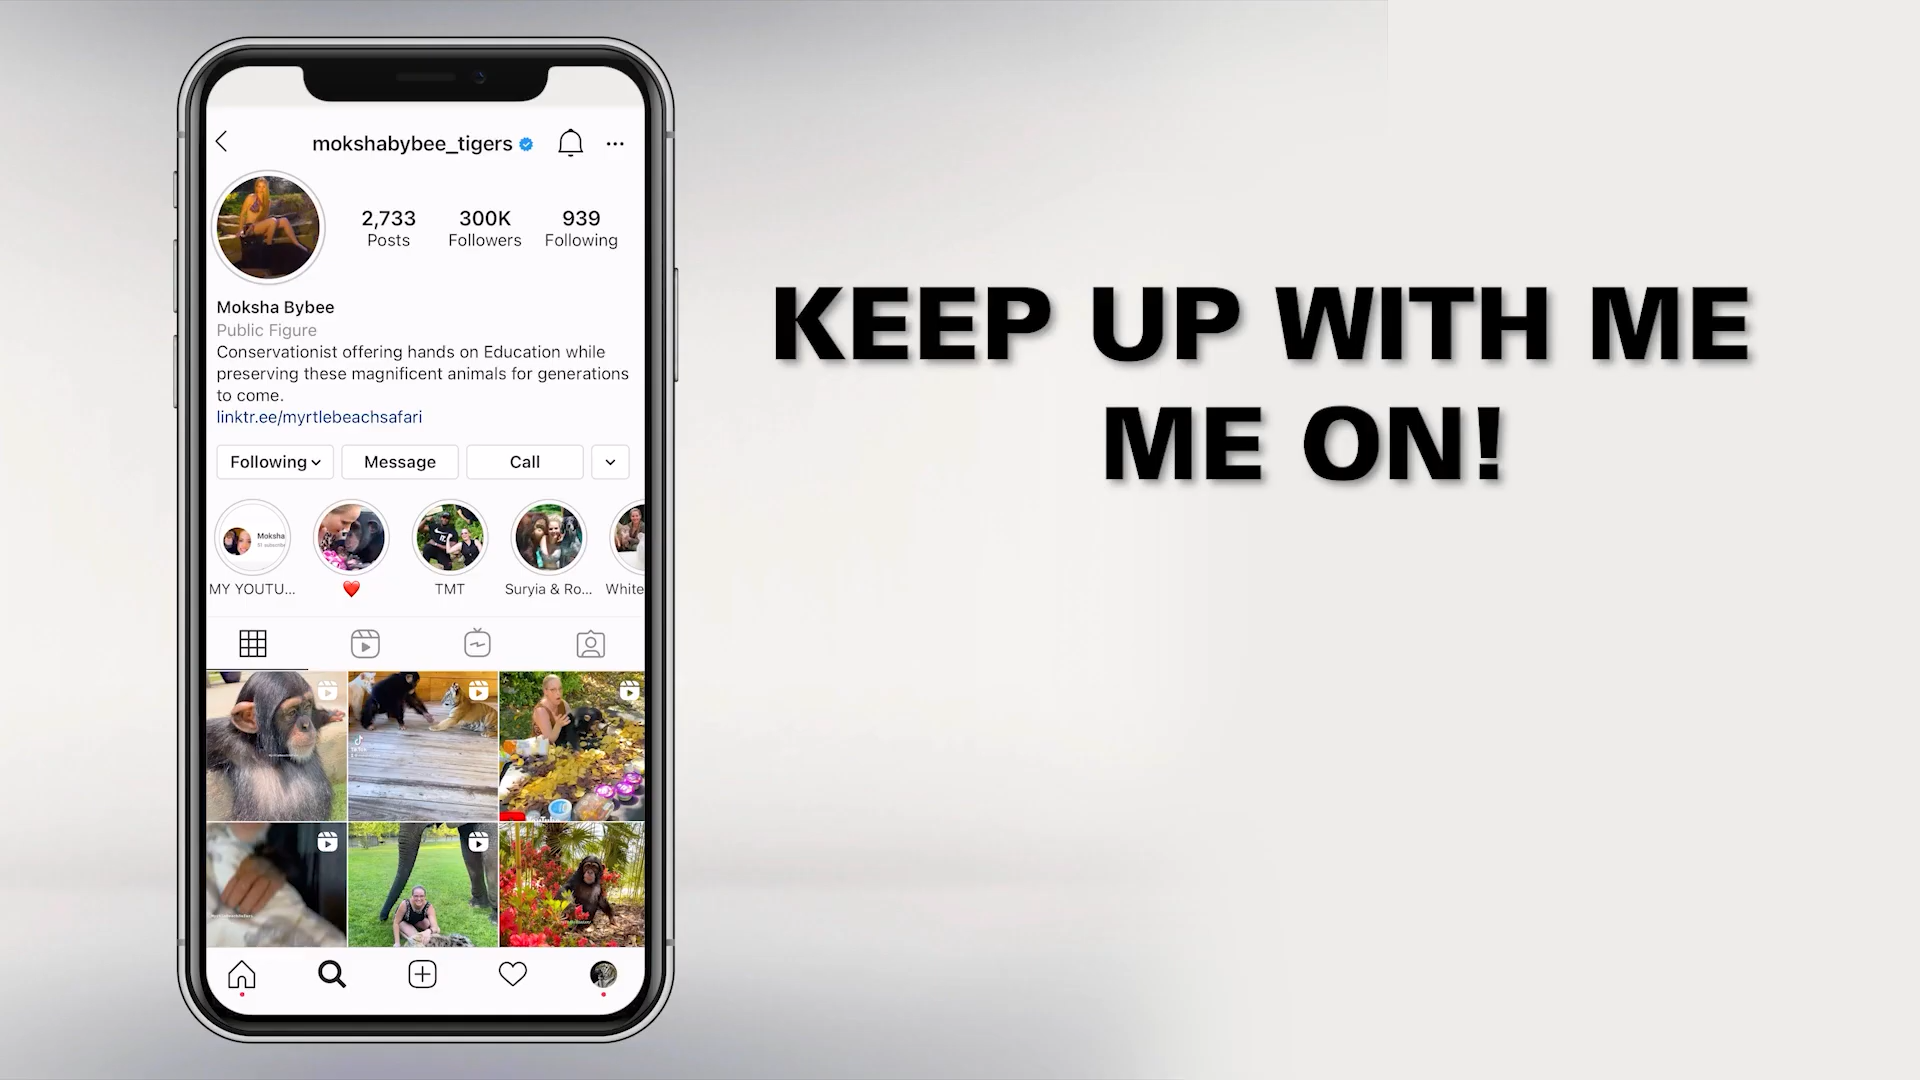 mokshabybee_tigers
2,733
300K
939
Posts
Followers
Following
Moksha Bybee
Public Figure
Conservationist offering hands on Education while
preserving these magnificent animals for generations
to come.
linktr.ee/myrtlebeachsafari
Following
Message
Call
Moksha
MY YOUTU...
TMT
Suryia & Ro...
White
KEEP UP WITH ME
ME ON!